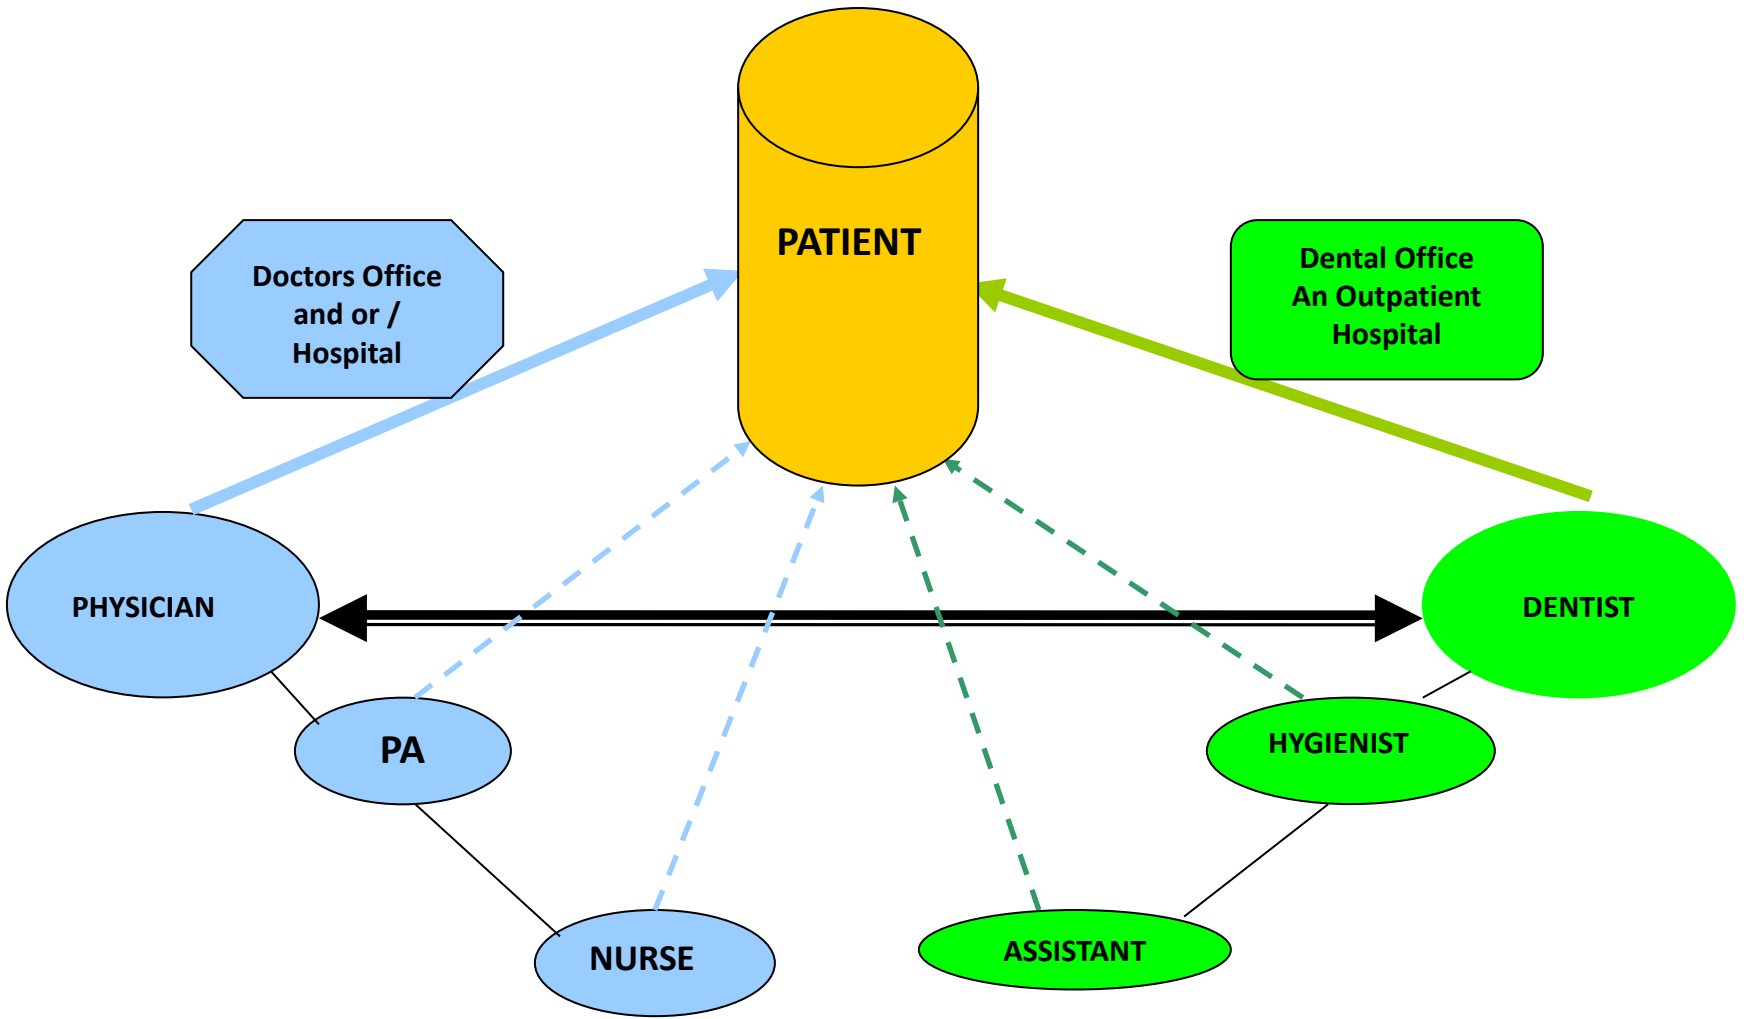 PATIENT
Doctors Office
and or /
Hospital
Dental Office
An Outpatient
Hospital
PHYSICIAN
DENTIST
PA
HYGIENIST
NURSE
ASSISTANT